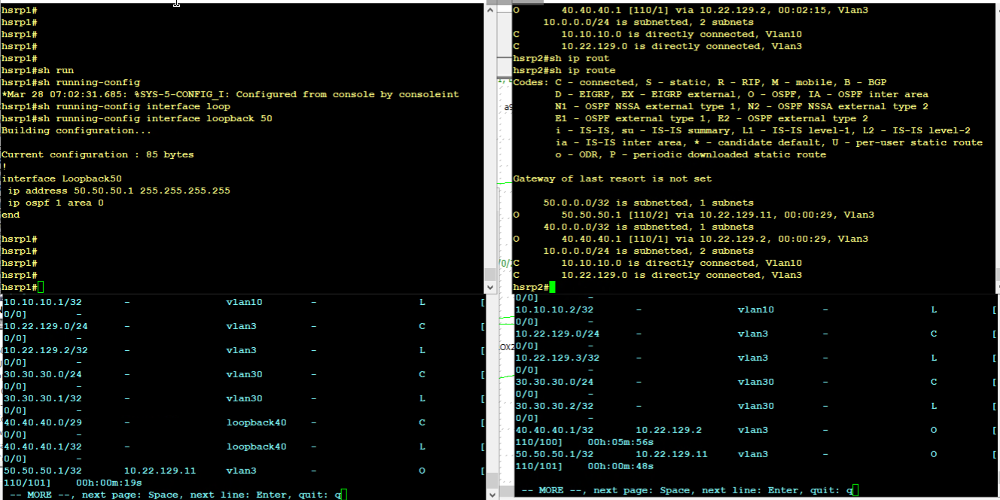 hsrp1#
hsrp1#
hsrp1#
hsrp1#
hsrp1#
hsrp1#sh run
hsrp1#sh running-config
*Mar 28 07:02:31.685: %SYS-5-CONFIG_I: Configured from console by consoleint
hsrp1#sh running-config interface loop
hsrp1#sh running-config interface loopback 50
Building configuration...
Current configuration : 85 bytes
!
interface Loopback50
 ip address 50.50.50.1 255.255.255.255
 ip ospf 1 area 0
end
hsrp1#
hsrp1#
hsrp1#
hsrp1#
hsrp1#
O 40.40.40.1 [110/1] via 10.22.129.2, 00:02:15, Vlan3
10.0.0.0/24 is subnetted, 2 subnets
C 10.10.10.0 is directly connected, Vlan10
C 10.22.129.0 is directly connected, Vlan3
hsrp2#sh ip rout
hsrp2#sh ip route
Codes: C - connected, S - static, R - RIP, M - mobile, B - BGP
D - EIGRP, EX - EIGRP external, O - OSPF, IA - OSPF inter area
N1 - OSPF NSSA external type 1, N2 - OSPF NSSA external type 2
E1 - OSPF external type 1, E2 - OSPF external type 2
i - IS-IS, su - IS-IS summary, L1 - IS-IS level-1, L2 - IS-IS level-2
ia - IS-IS inter area, * - candidate default, U - per-user static route
o - ODR, P - periodic downloaded static route
Gateway of last resort is not set
50.0.0.0/32 is subnetted, 1 subnets
O 50.50.50.1 [110/2] via 10.22.129.11, 00:00:29, Vlan3
40.0.0.0/32 is subnetted, 1 subnets
O 40.40.40.1 [110/1] via 10.22.129.2, 00:00:29, Vlan3
10.0.0.0/24 is subnetted, 2 subnets
C 10.10.10.0 is directly connected, Vlan10
C 10.22.129.0 is directly connected, Vlan3
hsrp2#
10.10.10.1/32 - vlan10 - L [
0/0] -
10.22.129.0/24 - vlan3 - C [
0/0] -
10.22.129.2/32 - vlan3 - L [
0/0] -
30.30.30.0/24 - vlan30 - C [
0/0] -
30.30.30.1/32 - vlan30 - L [
0/0] -
40.40.40.0/29 - loopback40 - C [
0/0] -
40.40.40.1/32 - loopback40 - L [
0/0] -
50.50.50.1/32 10.22.129.11 vlan3 - O [
110/101] 00h:00m:19s
-- MORE --, next page: Space, next line: Enter, quit: q
0/0] -
10.10.10.2/32 - vlan10 - L [
0/0] -
10.22.129.0/24 - vlan3 - C [
0/0] -
10.22.129.3/32 - vlan3 - L [
0/0] -
30.30.30.0/24 - vlan30 - C [
0/0] -
30.30.30.2/32 - vlan30 - L [
0/0] -
40.40.40.1/32 10.22.129.2 vlan3 - O [
110/100] 00h:05m:56s
50.50.50.1/32 10.22.129.11 vlan3 - O [
110/101] 00h:00m:48s
-- MORE --, next page: Space, next line: Enter, quit: q